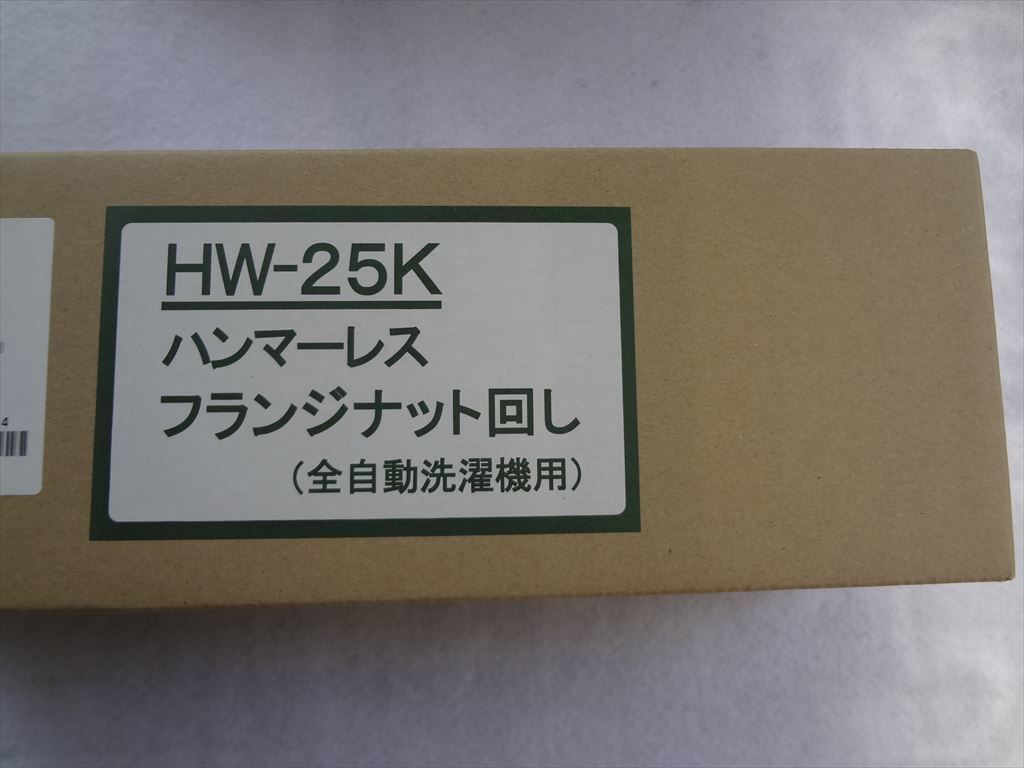 HW-25K
ハンマーレス
フランジナット回し
（全自動洗濯機用）
4